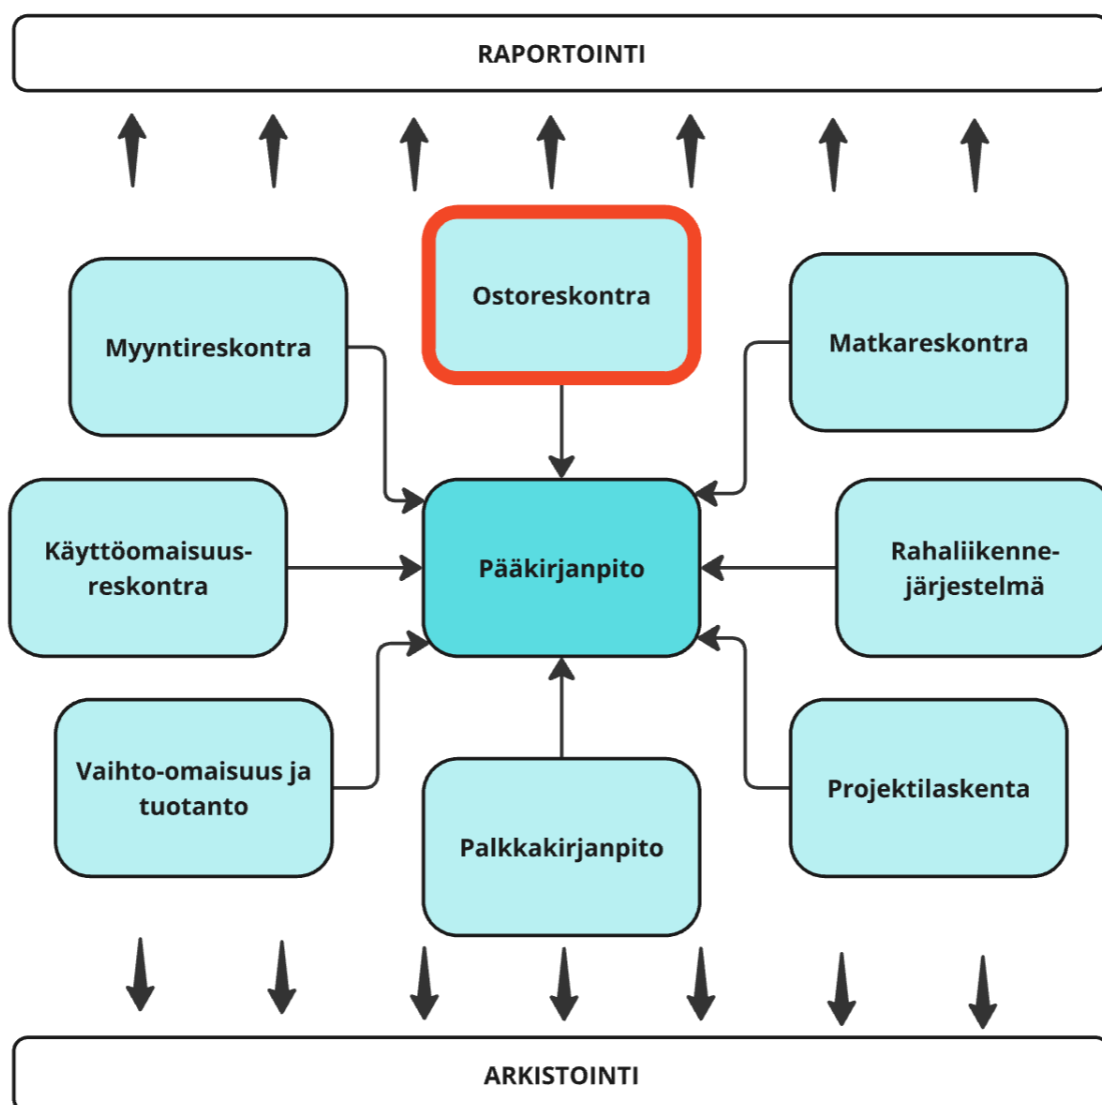 RAPORTOINTI
Ostoreskontra
Myyntireskontra
Matkareskontra
Käyttöomaisuus-
reskontra
Pääkirjanpito
Rahaliikenne-
järjestelmä
Vaihto-omaisuus ja
tuotanto
Palkkakirjanpito
Projektilaskenta
ARKISTOINTI